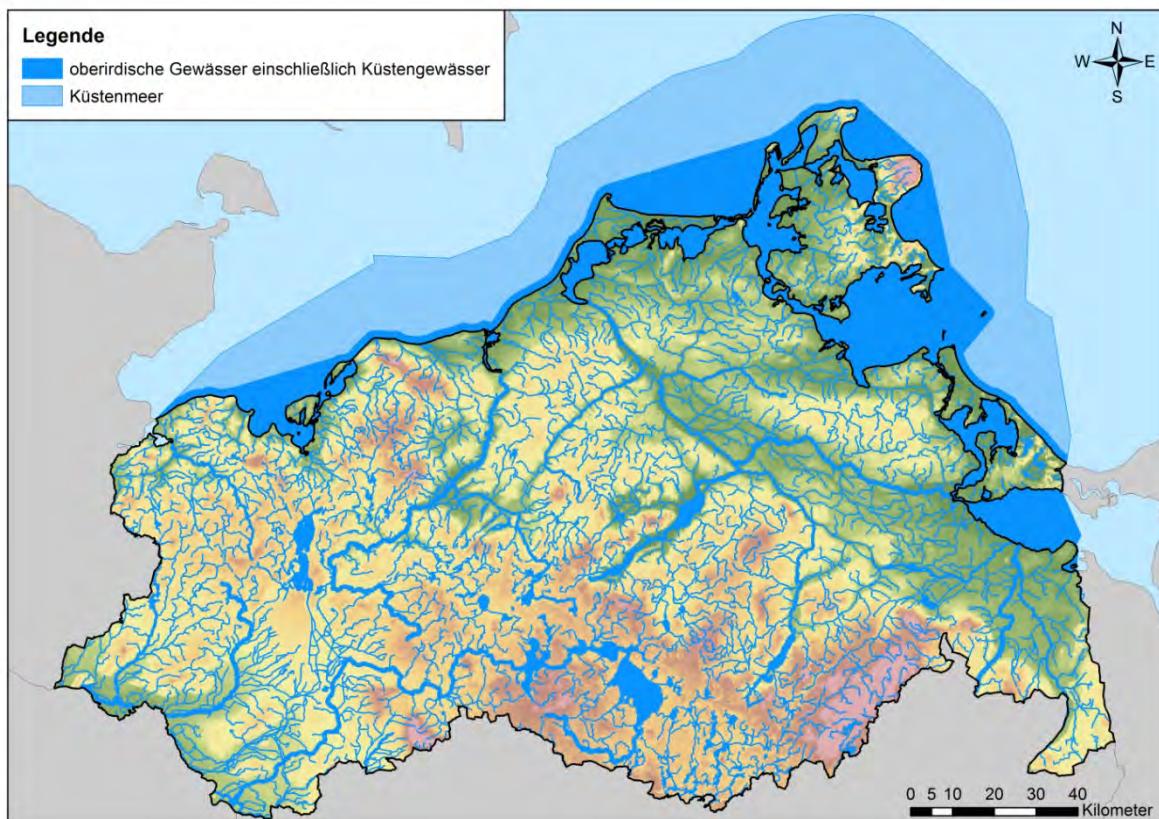 Legende
oberirdische Gewässer einschließlich Küstengewässer
Küstenmeer
N
W E
S
0 5 10 20 30 40
Kilometer